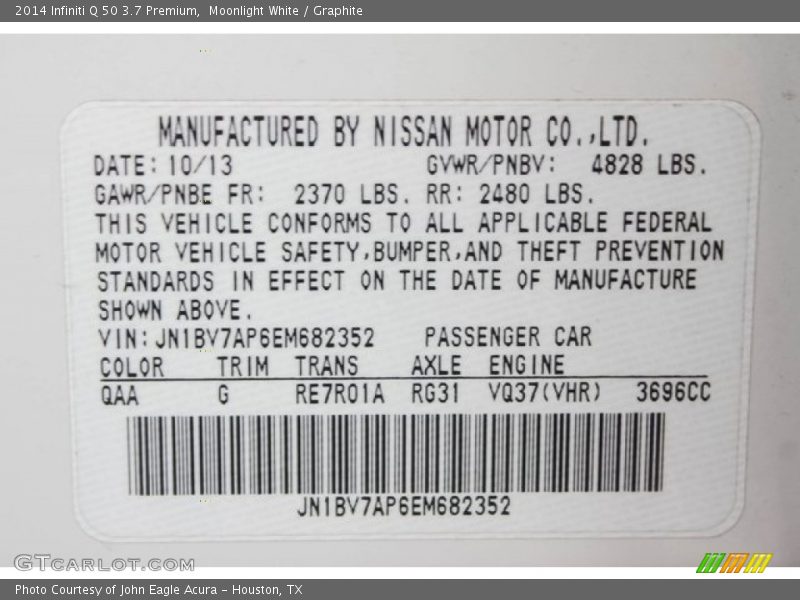 2014 Infiniti Q 50 3.7 Premium,  Moonlight White / Graphite
MANUFACTURED BY NISSAN MOTOR CO.,LTD.
DATE: 10/13 GVWR/PNBV: 4828 LBS.
GAWR/PNBE FR: 2370 LBS. RR: 2480 LBS.
THIS VEHICLE CONFORMS TO ALL APPLICABLE FEDERAL
MOTOR VEHICLE SAFETY,BUMPER,AND THEFT PREVENTION
STANDARDS IN EFFECT ON THE DATE OF MANUFACTURE
SHOWN ABOVE.
VIN: JN1BV7AP6EM682352 PASSENGER CAR
COLOR TRIM TRANS AXLE ENGINE
QAA G RE7R01A RG31 VQ37(VHR) 3696CC
JN1BV7AP6EM682352
GTCARLOT.COM
Photo Courtesy of John Eagle Acura - Houston, TX